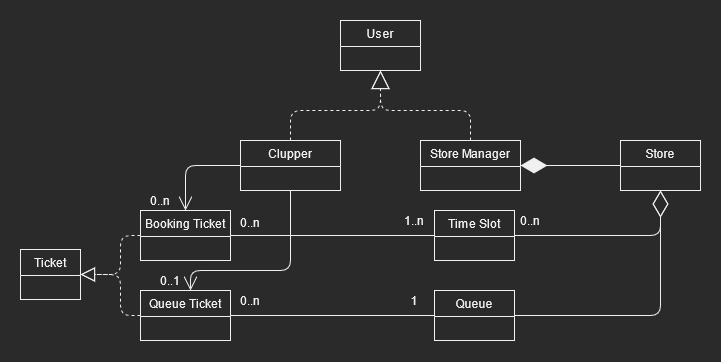 User
Clupper
Store Manager
Store
0..n
Booking Ticket
0..n
1..n
Time Slot
0..n
Ticket
0..1
Queue Ticket
0..n
1
Queue